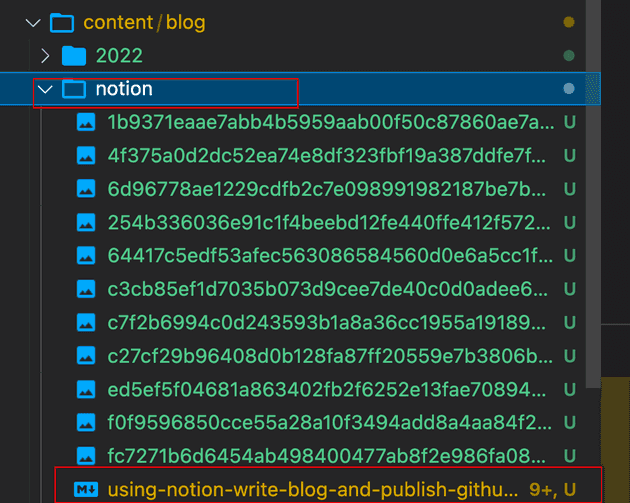 content/blog
2022
notion
1b9371eaae7abb4b5959aab00f50c87860ae7a... U
4f375a0d2dc52ea74e8df323fbf19a387ddfe7f... U
6d96778ae1229cdfb2c7e098991982187be7b... U
254b336036e91c1f4beebd12fe440ffe412f572... U
64417c5edf53afec563086584560d0e6a5cc1f... U
c3cb85ef1d7035b073d9cee7de40c0d0adee6... U
c7f2b6994c0d243593b1a8a36cc1955a19189... U
c27cf29b96408d0b128fa87ff20559e7b3806b... U
ed5ef5f04681a863402fb2f6252e13fae70894... U
f0f9596850cce55a28a10f3494add8a4aa84f2... U
fc7271b6d6454ab498400477ab8f2e986fa08... U
M↓ using-notion-write-blog-and-publish-githu... 9+, U